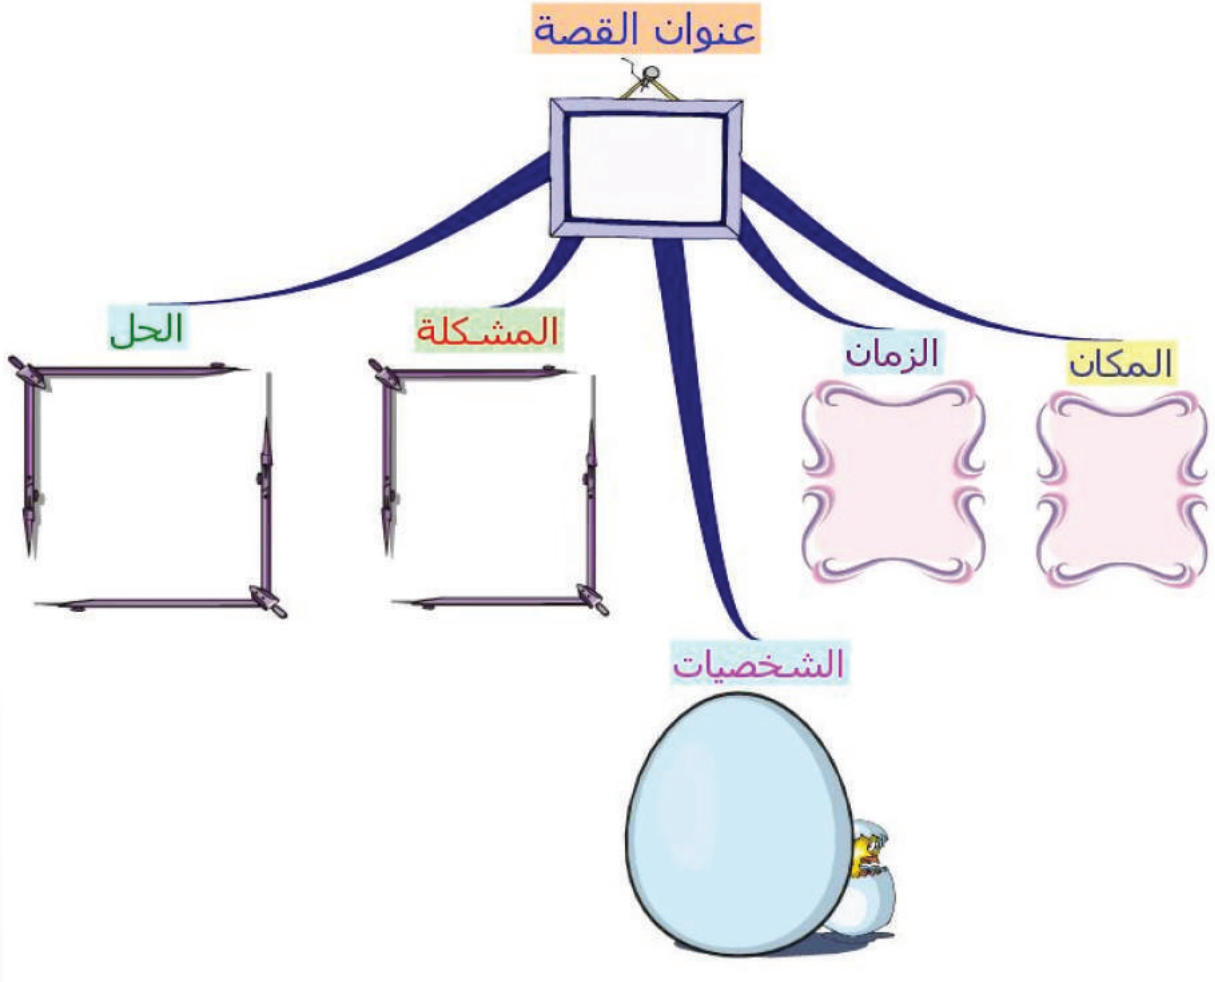 عنوان القصة
المكان
الزمان
المشكلة
الحل
الشخصيات